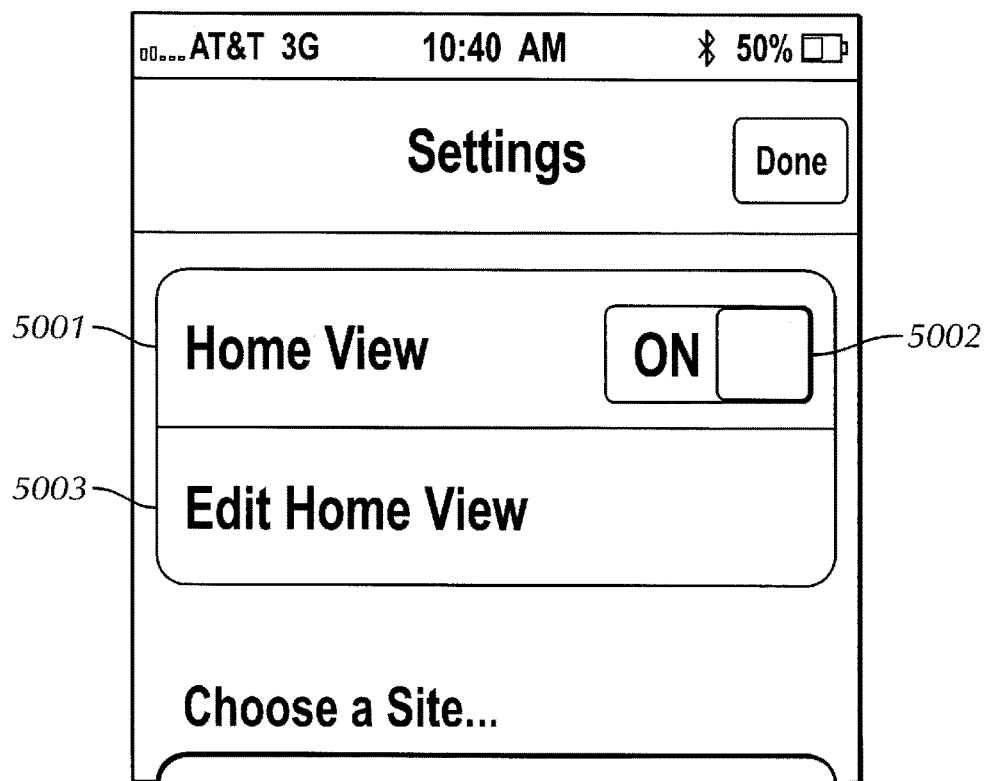 AT&T 3G 10:40 AM 50%
Settings Done
5001 Home View ON 5002
5003 Edit Home View
Choose a Site...